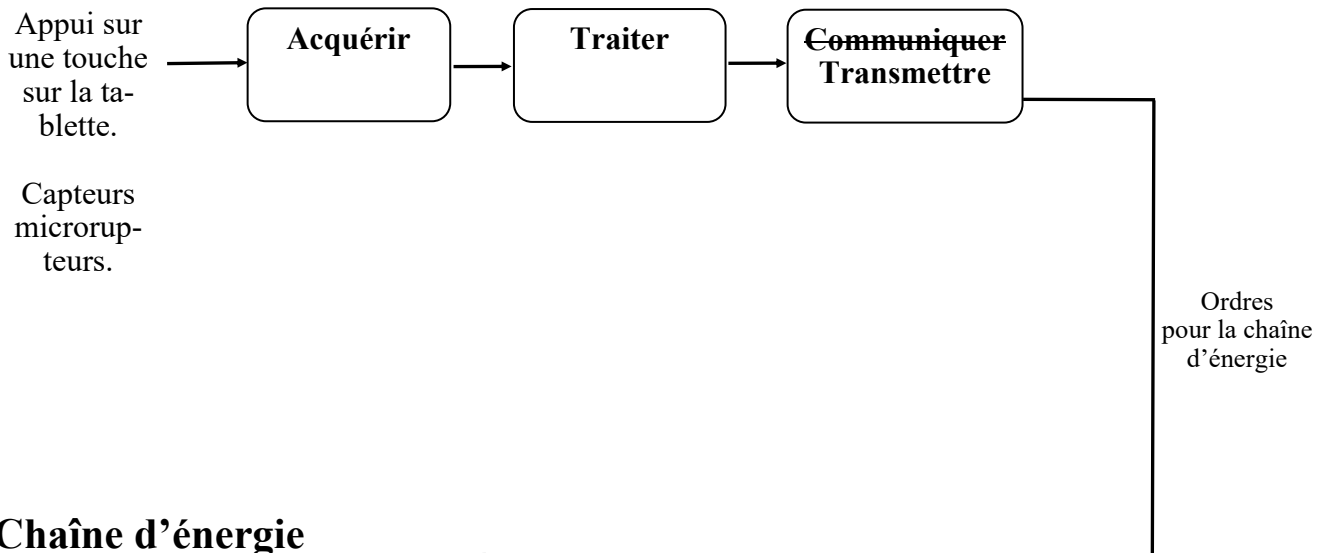 Appui sur
une touche
sur la ta-
blette.
Capteurs
microrup-
teurs.
Acquérir
Traiter
Communiquer
Transmettre
Ordres
pour la chaîne
d’énergie
Chaîne d’énergie